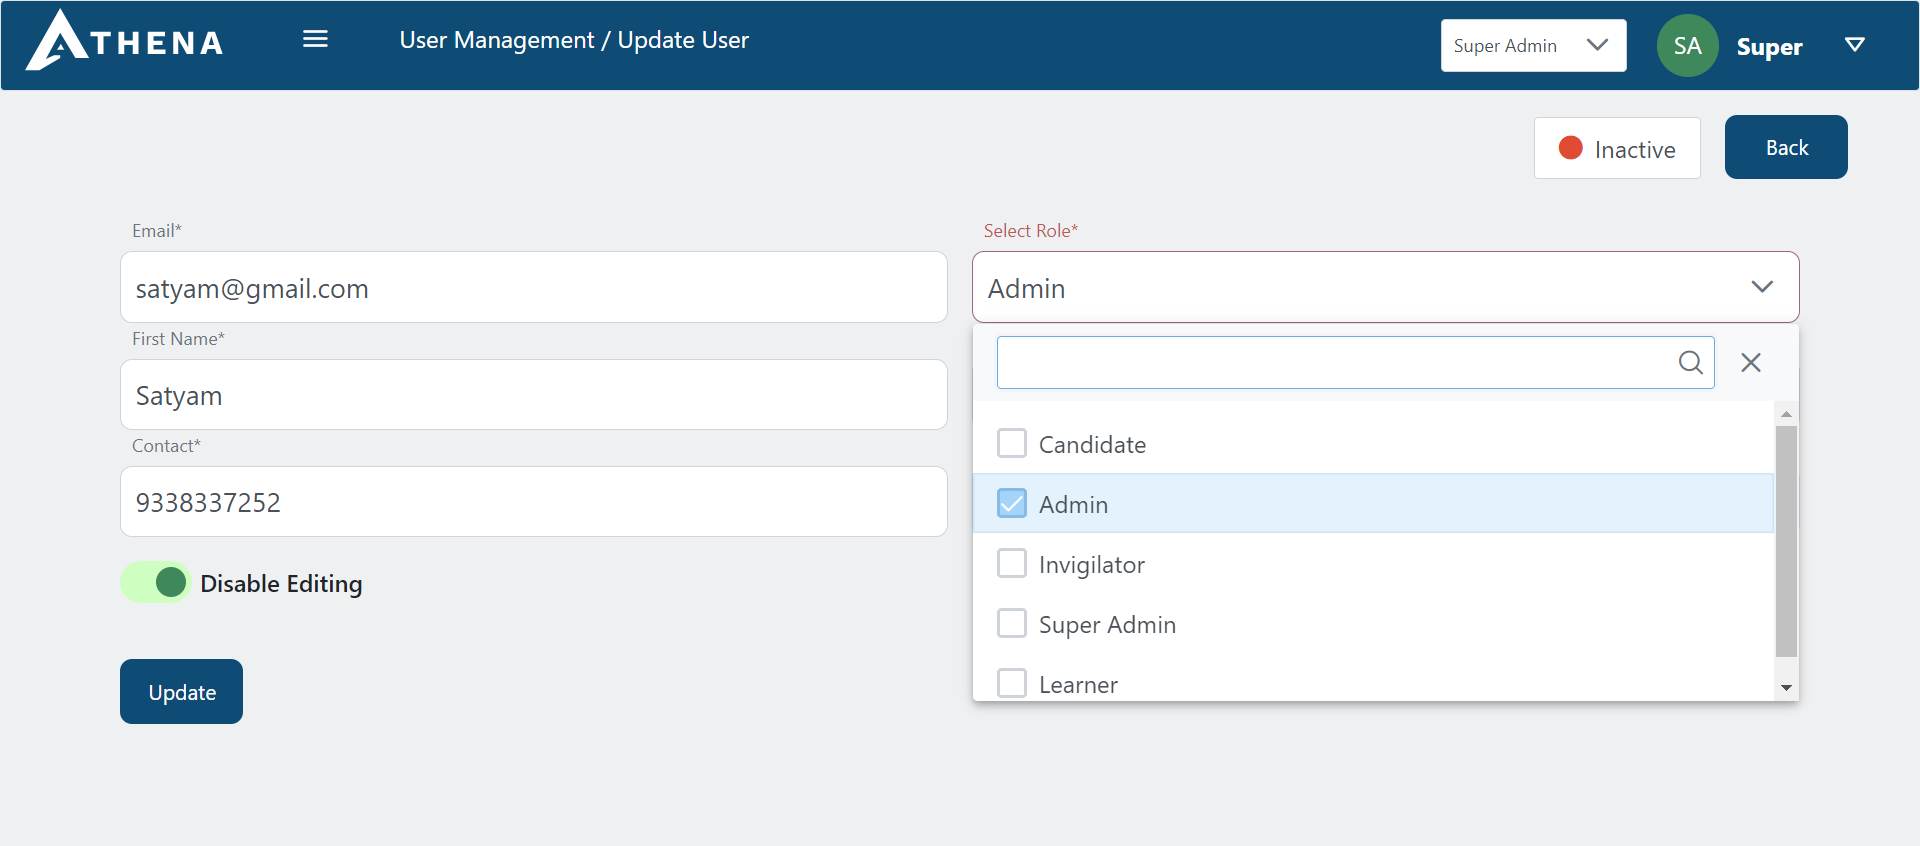 ATHENA
User Management / Update User
Super Admin
SA
Super
Inactive
Back
Email*
satyam@gmail.com
First Name*
Satyam
Contact*
9338337252
Disable Editing
Update
Select Role*
Admin
Candidate
Admin
Invigilator
Super Admin
Learner